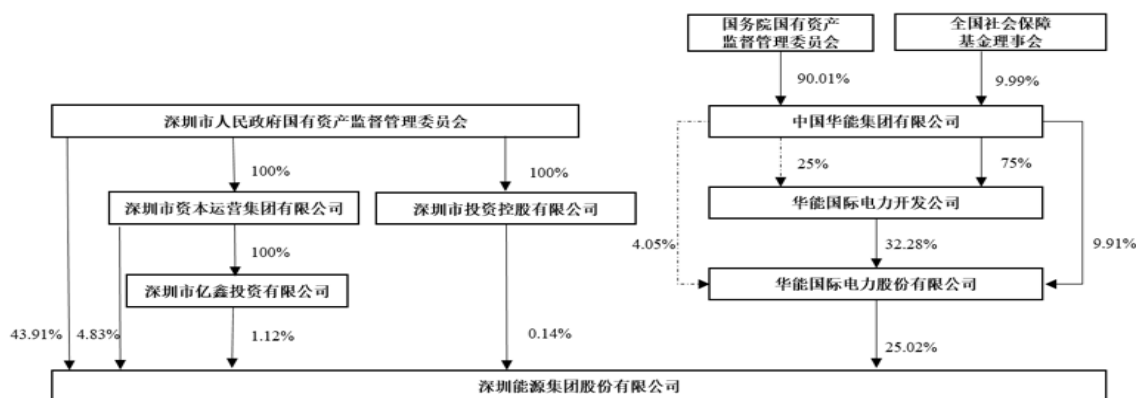 国务院国有资产
监督管理委员会
全国社会保障
基金理事会
90.01%
9.99%
深圳市人民政府国有资产监督管理委员会
中国华能集团有限公司
100%
100%
25%
75%
深圳市资本运营集团有限公司
深圳市投资控股有限公司
华能国际电力开发公司
100%
4.05%
32.28%
9.91%
深圳市亿鑫投资有限公司
华能国际电力股份有限公司
43.91%
4.83%
1.12%
0.14%
25.02%
深圳能源集团股份有限公司